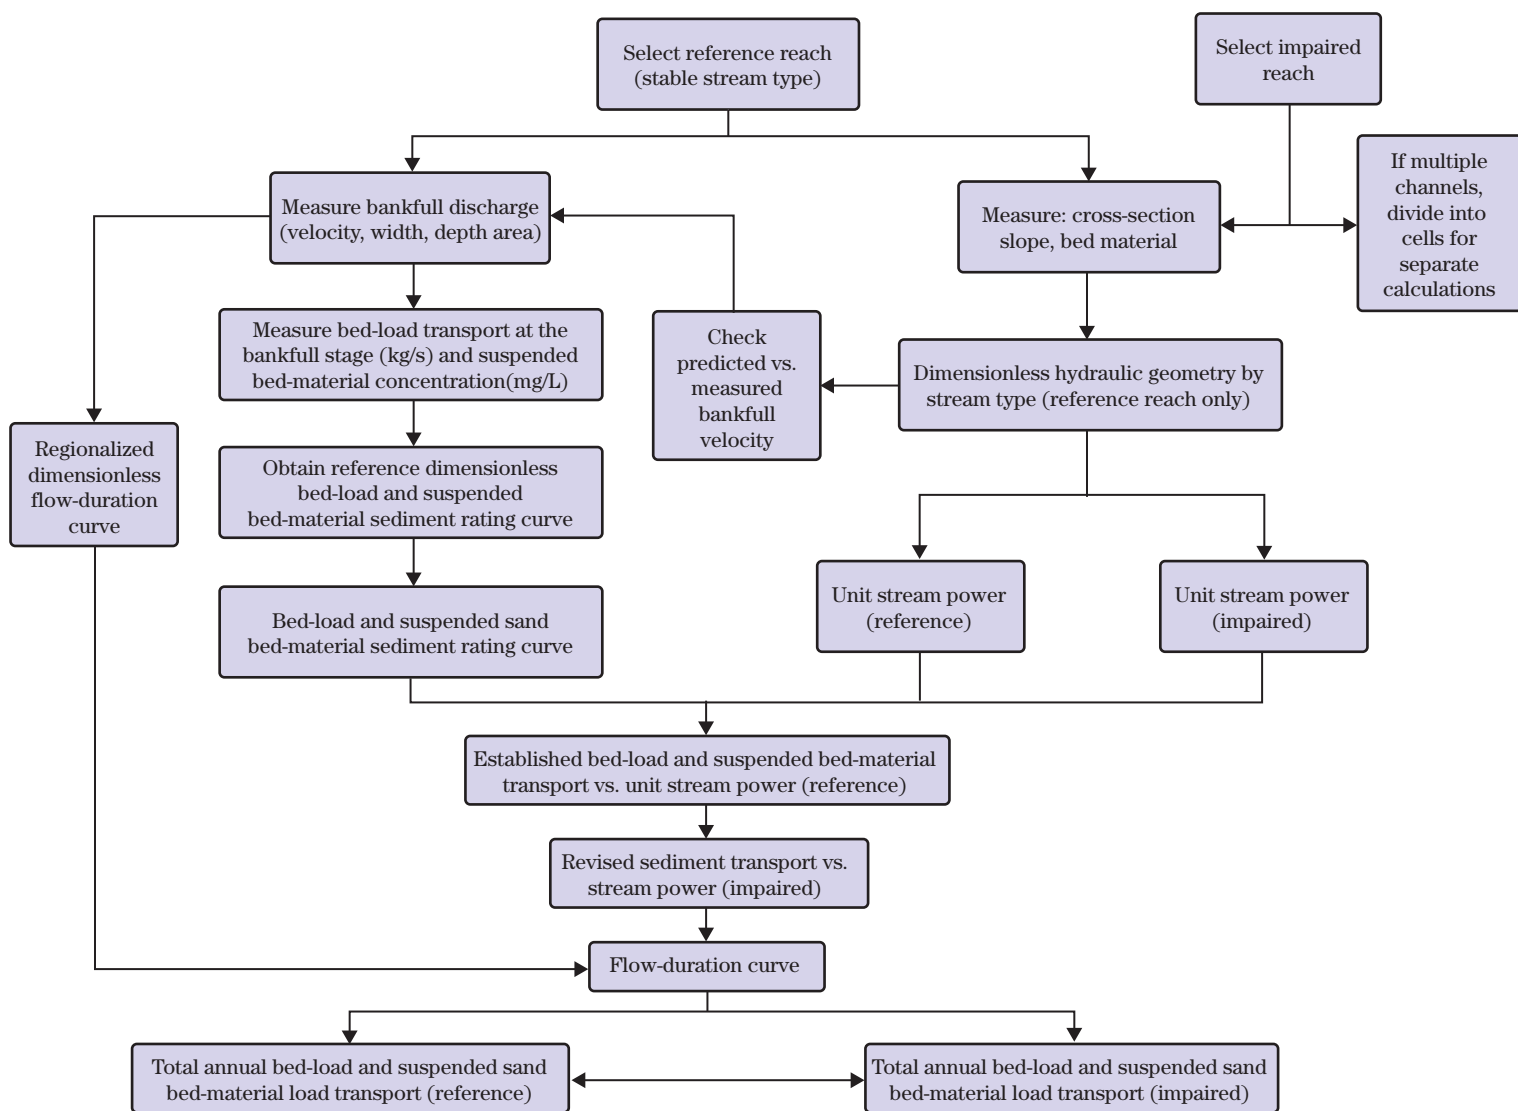 Select reference reach
(stable stream type)
Select impaired
reach
If multiple
channels,
divide into
cells for
separate
calculations
Measure bankfull discharge
(velocity, width, depth area)
Measure: cross-section
slope, bed material
Measure bed-load transport at the
bankfull stage (kg/s) and suspended
bed-material concentration(mg/L)
Check
predicted vs.
measured
bankfull
velocity
Dimensionless hydraulic geometry by
stream type (reference reach only)
Regionalized
dimensionless
flow-duration
curve
Obtain reference dimensionless
bed-load and suspended
bed-material sediment rating curve
Bed-load and suspended sand
bed-material sediment rating curve
Unit stream power
(reference)
Unit stream power
(impaired)
Established bed-load and suspended bed-material
transport vs. unit stream power (reference)
Revised sediment transport vs.
stream power (impaired)
Flow-duration curve
Total annual bed-load and suspended sand
bed-material load transport (reference)
Total annual bed-load and suspended sand
bed-material load transport (impaired)